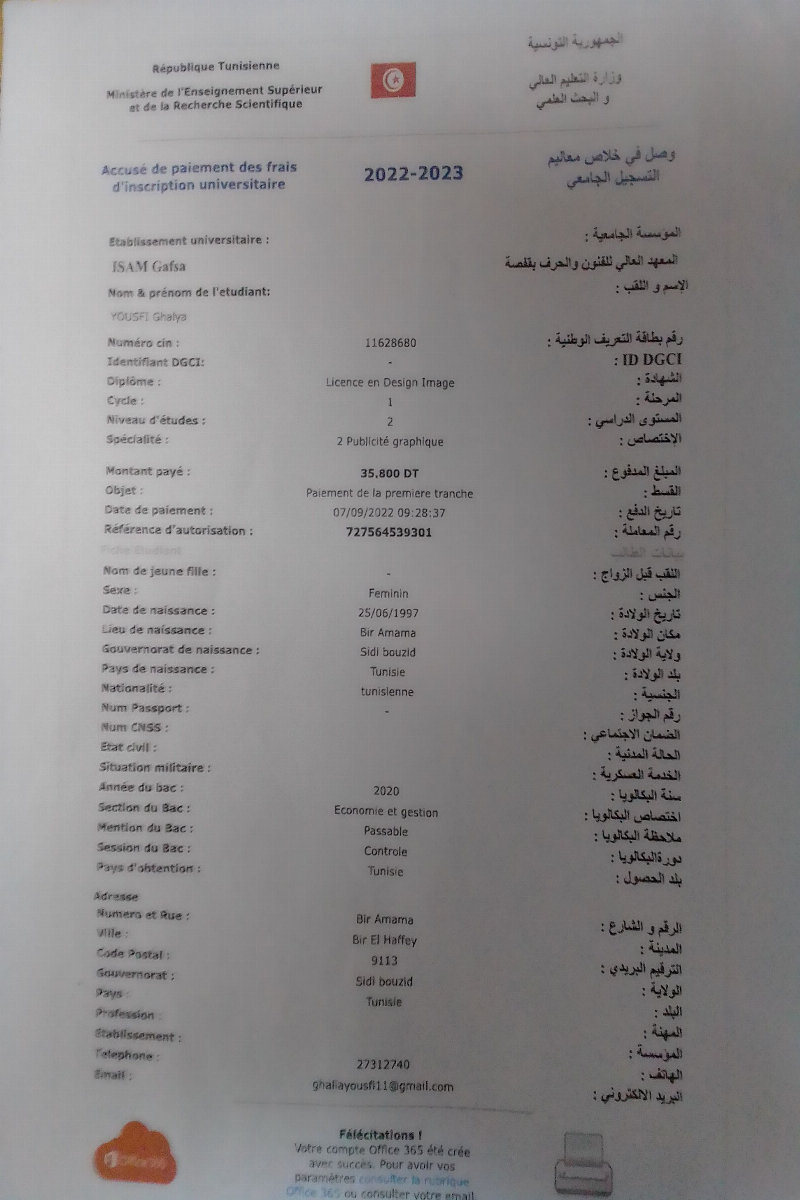 الجمهورية التونسية
République Tunisienne
وزارة التعليم العالي
و البحث العلمي
Ministère de l'Enseignement Supérieur
et de la Recherche Scientifique
وصل في خلاص معاليم
التسجيل الجامعي
Accusé de paiement des frais
d'inscription universitaire
2022-2023
Etablissement universitaire : المؤسسة الجامعية :
ISAM Gafsa المعهد العالي للفنون والحرف بقفصة
Nom & prénom de l'etudiant: الإسم و اللقب :
YOUSFI Ghalya
Numéro cin : 11628680 رقم بطاقة التعريف الوطنية :
Identifiant DGCI: - ID DGCI :
Diplôme : Licence en Design Image الشهادة :
Cycle : 1 المرحلة :
Niveau d'études : 2 المستوى الدراسي :
Spécialité : 2 Publicité graphique الاختصاص :
Montant payé : 35,800 DT المبلغ المدفوع :
Objet : Paiement de la premiere tranche القسط :
Date de paiement : 07/09/2022 09:28:37 تاريخ الدفع :
Référence d'autorisation : 727564539301 رقم المعاملة :
Fiche Etudiant بيانات الطالب
Nom de jeune fille : - اللقب قبل الزواج :
Sexe : Feminin الجنس :
Date de naissance : 25/06/1997 تاريخ الولادة :
Lieu de naissance : Bir Amama مكان الولادة :
Gouvernorat de naissance : Sidi bouzid ولاية الولادة :
Pays de naissance : Tunisie بلد الولادة :
Nationalité : tunisienne الجنسية :
Num Passport : - رقم الجواز :
Num CNSS : الضمان الاجتماعي :
Etat civil : الحالة المدنية :
Situation militaire : الخدمة العسكرية :
Année du bac : 2020 سنة البكالويا :
Section du Bac : Economie et gestion اختصاص البكالويا :
Mention du Bac : Passable ملاحظة البكالويا :
Session du Bac : Controle دورةالبكالويا :
Pays d'obtention : Tunisie بلد الحصول :
Adresse
Numero et Rue : Bir Amama الرقم و الشارع :
Ville : Bir El Haffey المدينة :
Code Postal : 9113 الترقيم البريدي :
Gouvernorat : Sidi bouzid الولاية :
Pays : Tunisie البلد :
Profession : المهنة :
Etablissement : المؤسسة :
Telephone : 27312740 الهاتف :
Email : ghaliayousfi11@gmail.com البريد الالكتروني :
Félécitations !
Votre compte Office 365 été crée
avec succès. Pour avoir vos
paramètres consulter la rubrique
Office 365 ou consulter votre email
Office 365